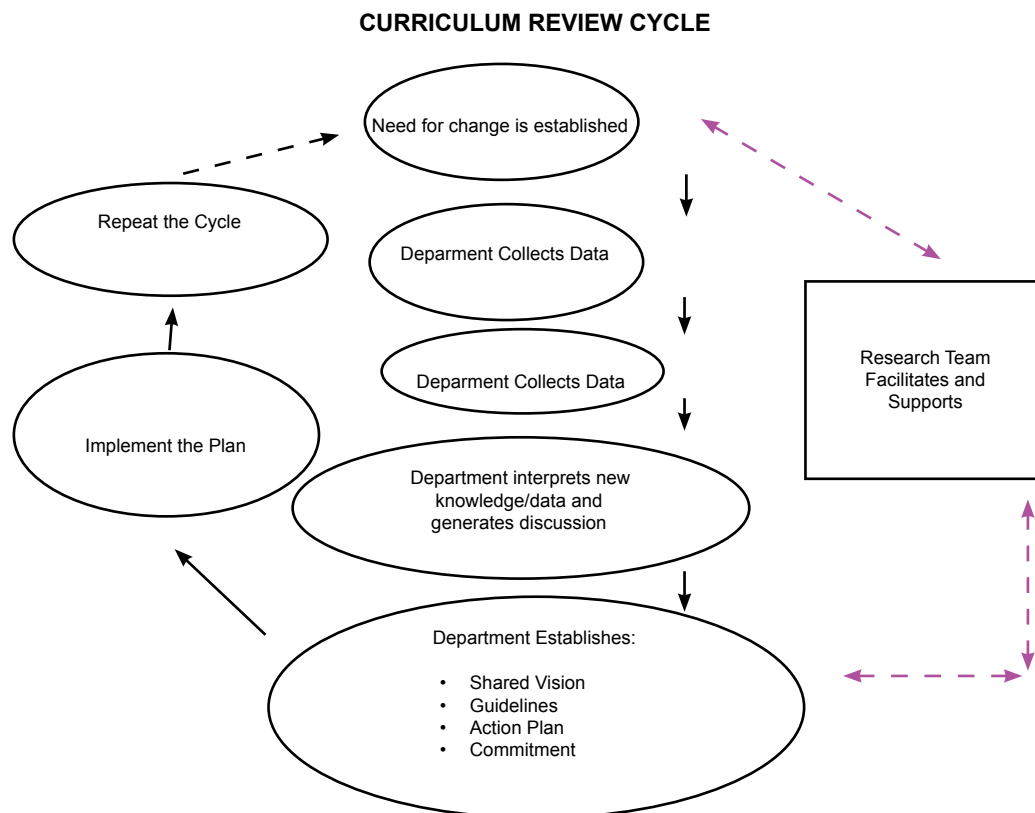 CURRICULUM REVIEW CYCLE
Need for change is established
Repeat the Cycle
Deparment Collects Data
Research Team
Facilitates and
Supports
Deparment Collects Data
Implement the Plan
Department interprets new
knowledge/data and
generates discussion
Department Establishes:
• Shared Vision
• Guidelines
• Action Plan
• Commitment